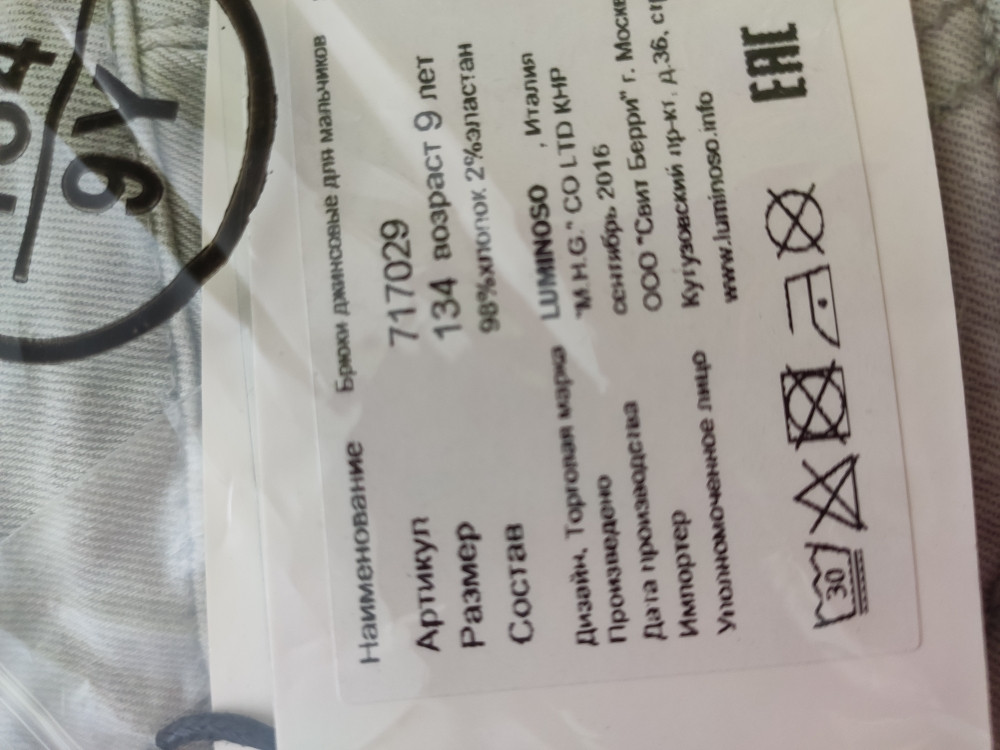 134
9Y
Наименование Брюки джинсовые для мальчиков
Артикул 717029
Размер 134 возраст 9 лет
Состав 98%хлопок 2%эластан
Дизайн, Торговая марка LUMINOSO , Италия
Произведено "M.H.G." CO LTD КНР
Дата производства сентябрь 2016
Импортер ООО "Свит Берри" г. Москва
Уполномоченное лицо Кутузовский пр-кт, д.36, стр
www.luminoso.info
30
EAC